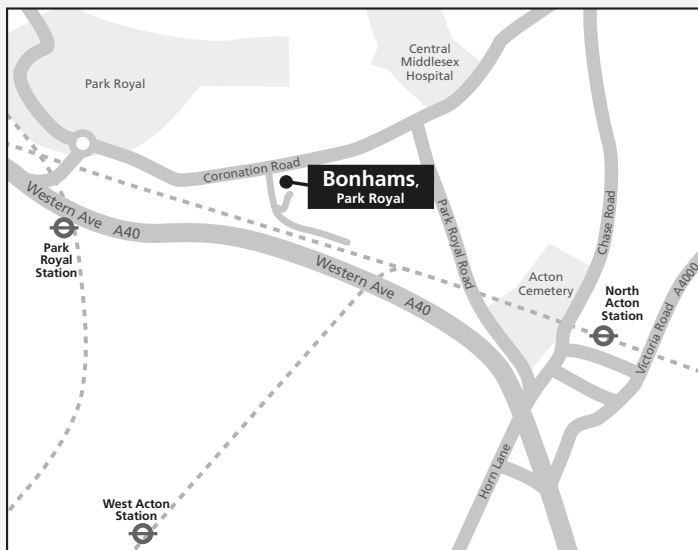 Central
Middlesex
Hospital
Park Royal
Coronation Road
Bonhams,
Park Royal
Western Ave A40
Park
Royal
Station
Park Royal Road
Chase Road
Western Ave A40
Acton
Cemetery
North
Acton
Station
Victoria Road A4000
Horn Lane
West Acton
Station